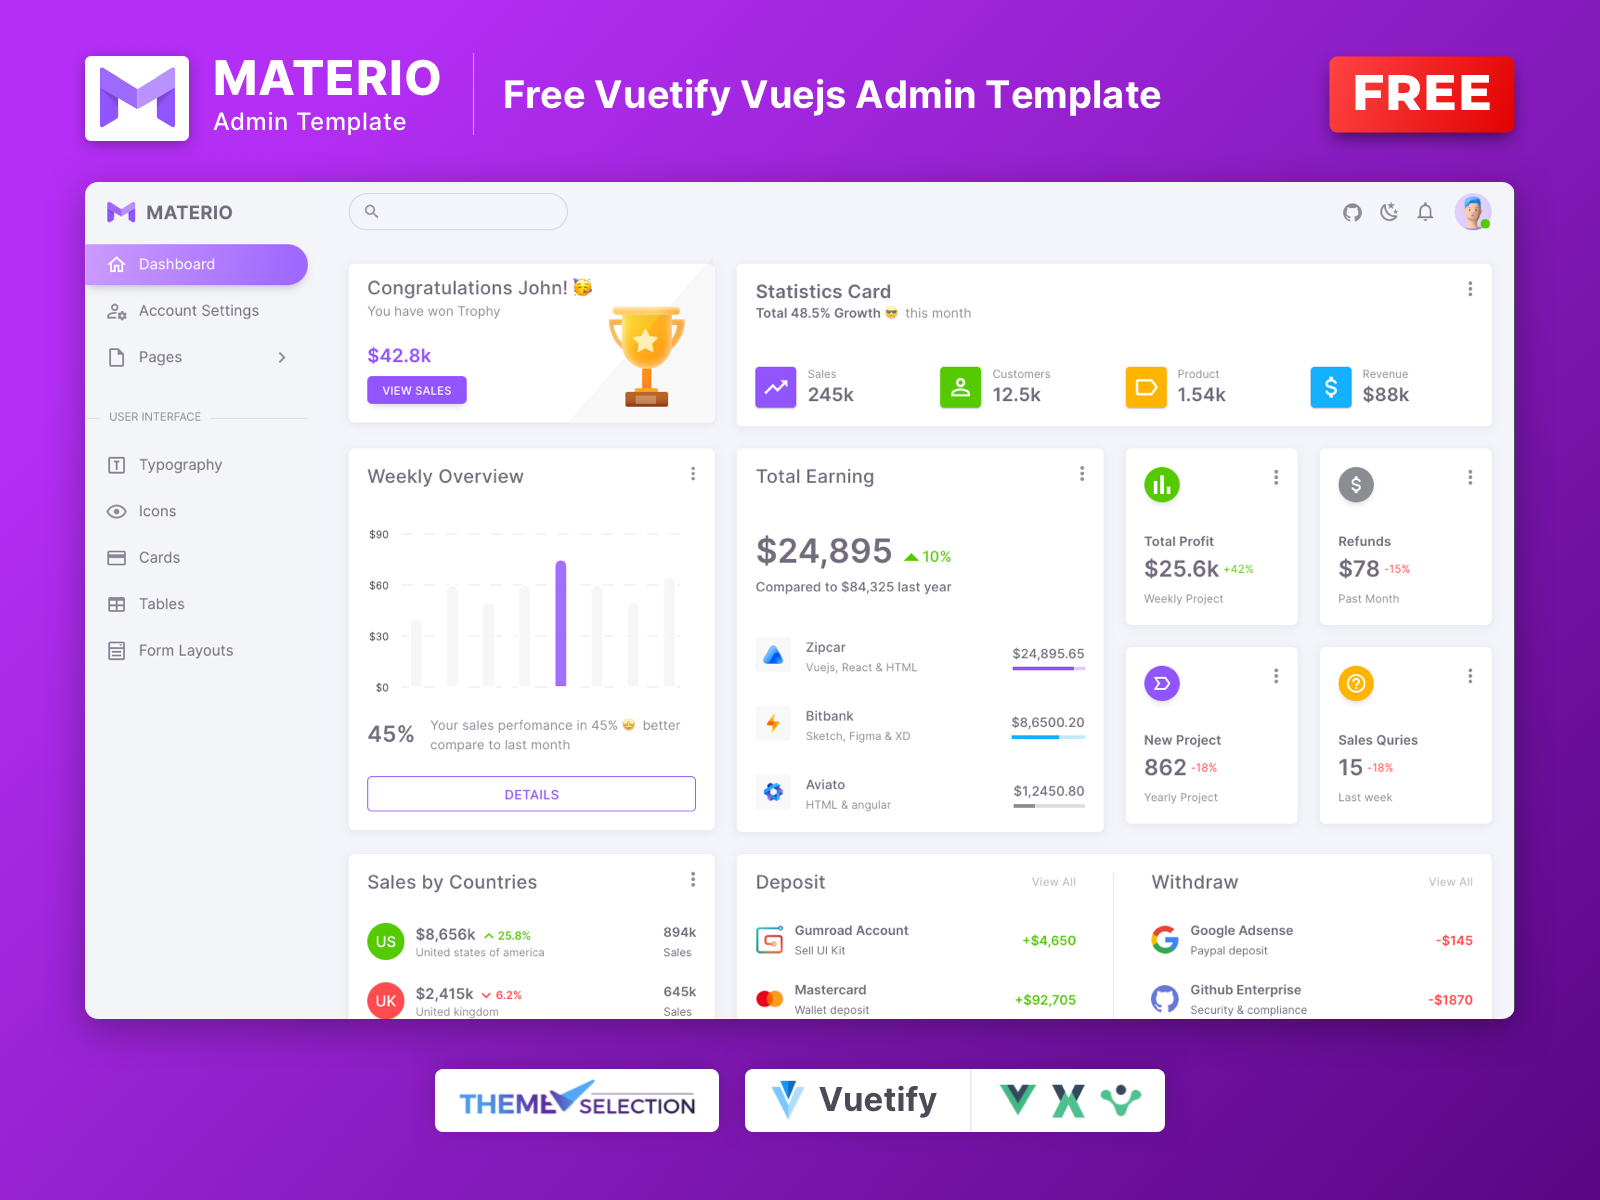 MATERIO
Admin Template
Free Vuetify Vuejs Admin Template
FREE
MATERIO
Dashboard
Account Settings
Pages
USER INTERFACE
Typography
Icons
Cards
Tables
Form Layouts
Congratulations John! 🥳
You have won Trophy
$42.8k
VIEW SALES
Statistics Card
Total 48.5% Growth 😎 this month
Sales
245k
Customers
12.5k
Product
1.54k
Revenue
$88k
Weekly Overview
$90
$60
$30
$0
45%
Your sales perfomance in 45% 🤩 better
compare to last month
DETAILS
Total Earning
$24,895 10%
Compared to $84,325 last year
Zipcar
Vuejs, React & HTML
$24,895.65
Bitbank
Sketch, Figma & XD
$8,6500.20
Aviato
HTML & angular
$1,2450.80
Total Profit
$25.6k +42%
Weekly Project
Refunds
$78 -15%
Past Month
New Project
862 -18%
Yearly Project
Sales Quries
15 -18%
Last week
Sales by Countries
US
$8,656k 25.8%
United states of america
894k
Sales
UK
$2,415k 6.2%
United kingdom
645k
Sales
Deposit
View All
Gumroad Account
Sell UI Kit
+$4,650
Mastercard
Wallet deposit
+$92,705
Withdraw
View All
Google Adsense
Paypal deposit
-$145
Github Enterprise
Security & compliance
-$1870
THEME SELECTION
Vuetify